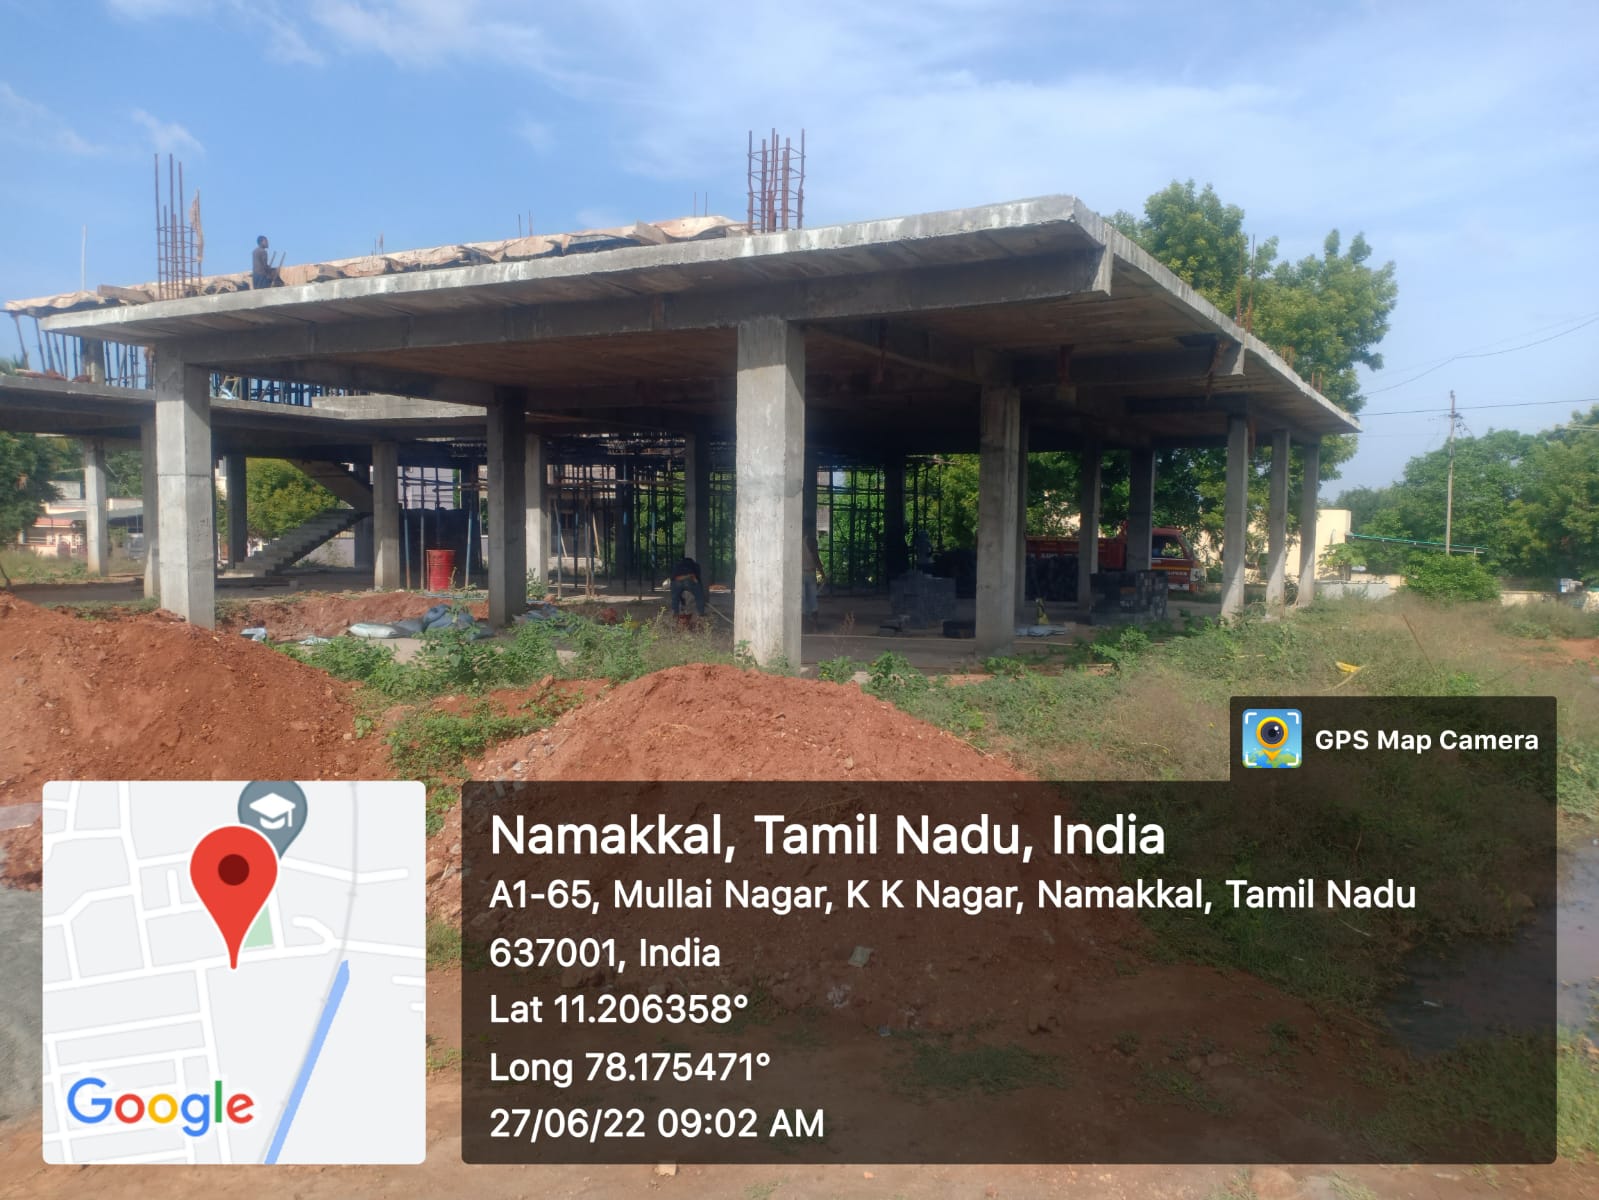 GPS Map Camera
Namakkal, Tamil Nadu, India
A1-65, Mullai Nagar, K K Nagar, Namakkal, Tamil Nadu
637001, India
Lat 11.206358°
Long 78.175471°
27/06/22 09:02 AM
Google